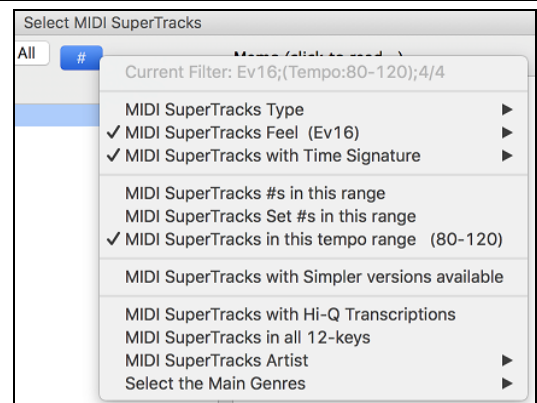 Select MIDI SuperTracks
All
#
Current Filter: Ev16;(Tempo:80-120);4/4
MIDI SuperTracks Type
MIDI SuperTracks Feel (Ev16)
MIDI SuperTracks with Time Signature
MIDI SuperTracks #s in this range
MIDI SuperTracks Set #s in this range
MIDI SuperTracks in this tempo range (80-120)
MIDI SuperTracks with Simpler versions available
MIDI SuperTracks with Hi-Q Transcriptions
MIDI SuperTracks in all 12-keys
MIDI SuperTracks Artist
Select the Main Genres